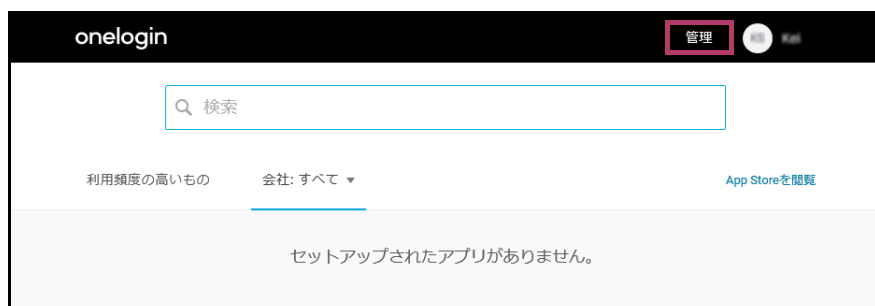 onelogin
管理
検索
利用頻度の高いもの
会社: すべて
App Storeを閲覧
セットアップされたアプリがありません。